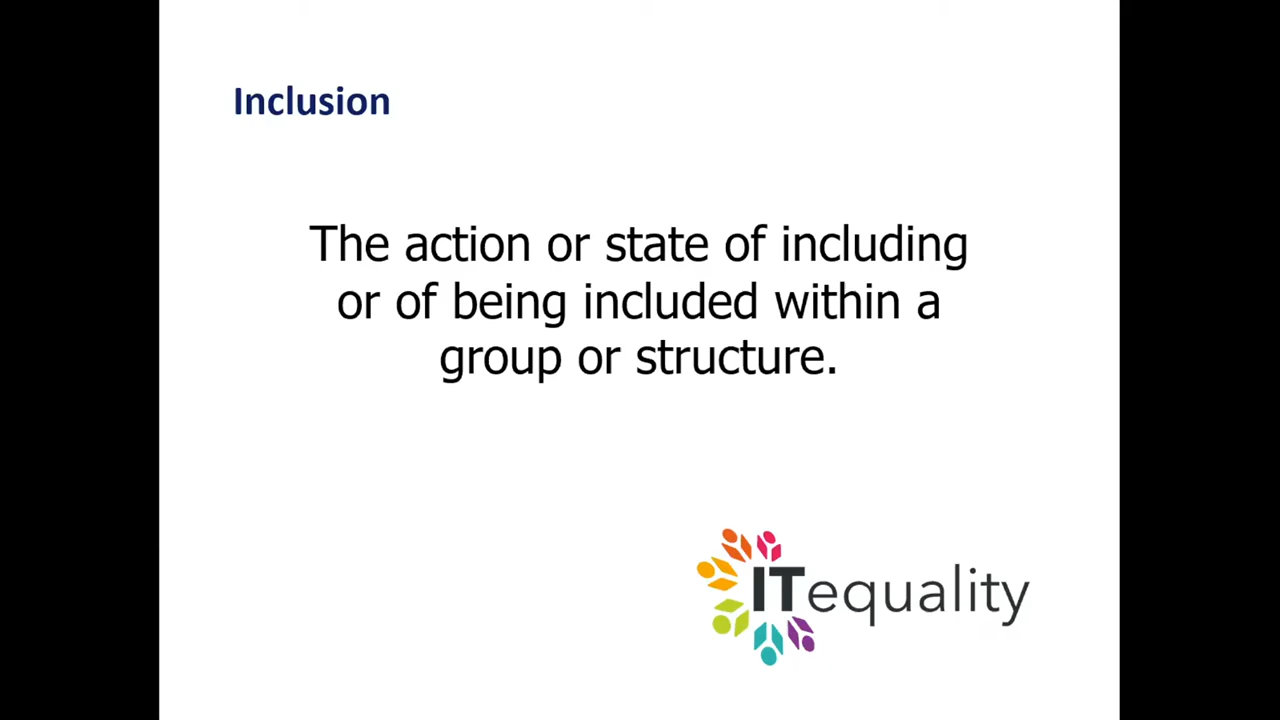 Inclusion
The action or state of including
or of being included within a
group or structure.
ITequality